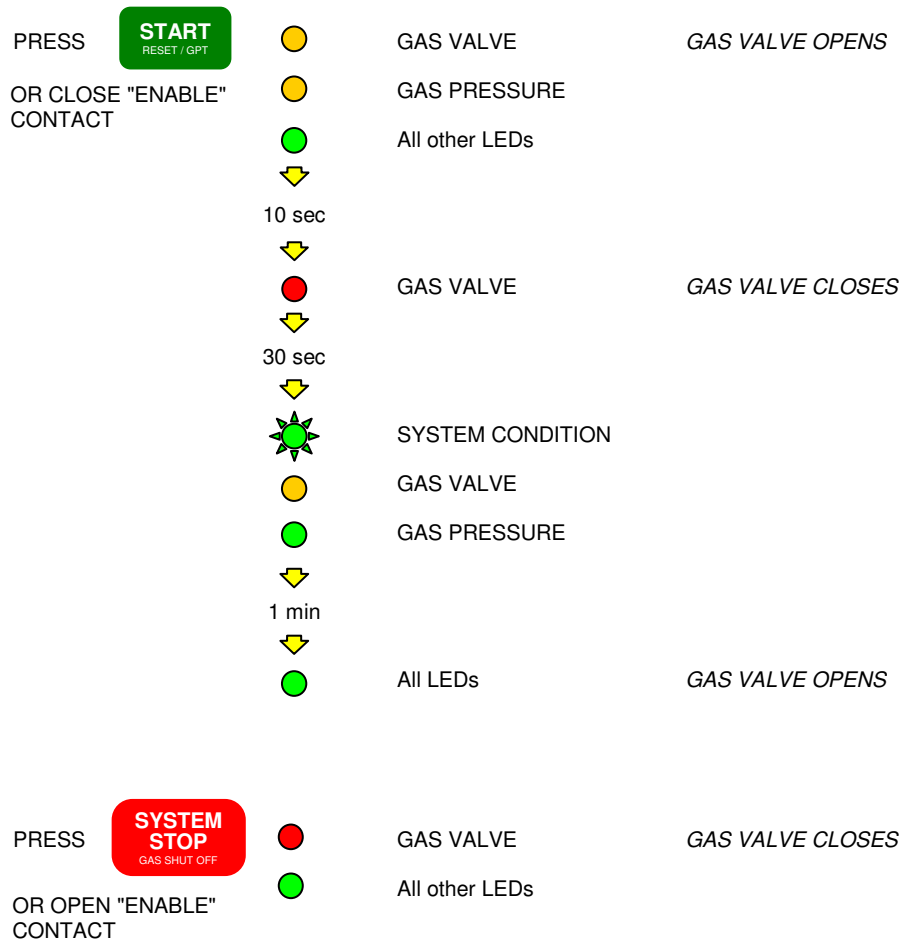 PRESS START GAS VALVE GAS VALVE OPENS
RESET / GPT
OR CLOSE "ENABLE" GAS PRESSURE
CONTACT
All other LEDs
10 sec
GAS VALVE GAS VALVE CLOSES
30 sec
SYSTEM CONDITION
GAS VALVE
GAS PRESSURE
1 min
All LEDs GAS VALVE OPENS
SYSTEM
PRESS STOP GAS VALVE GAS VALVE CLOSES
GAS SHUT OFF
All other LEDs
OR OPEN "ENABLE"
CONTACT